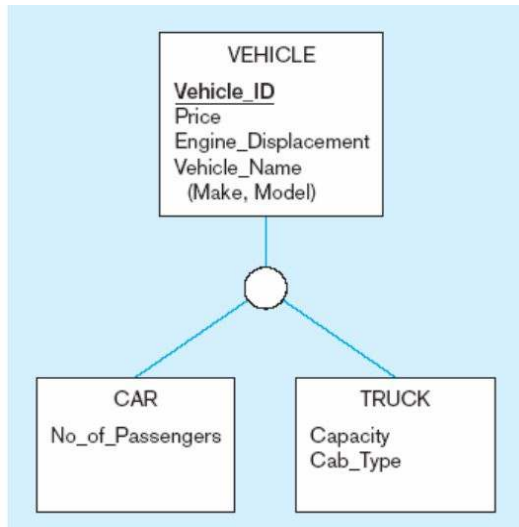 VEHICLE
Vehicle_ID
Price
Engine_Displacement
Vehicle_Name
(Make, Model)
CAR
No_of_Passengers
TRUCK
Capacity
Cab_Type